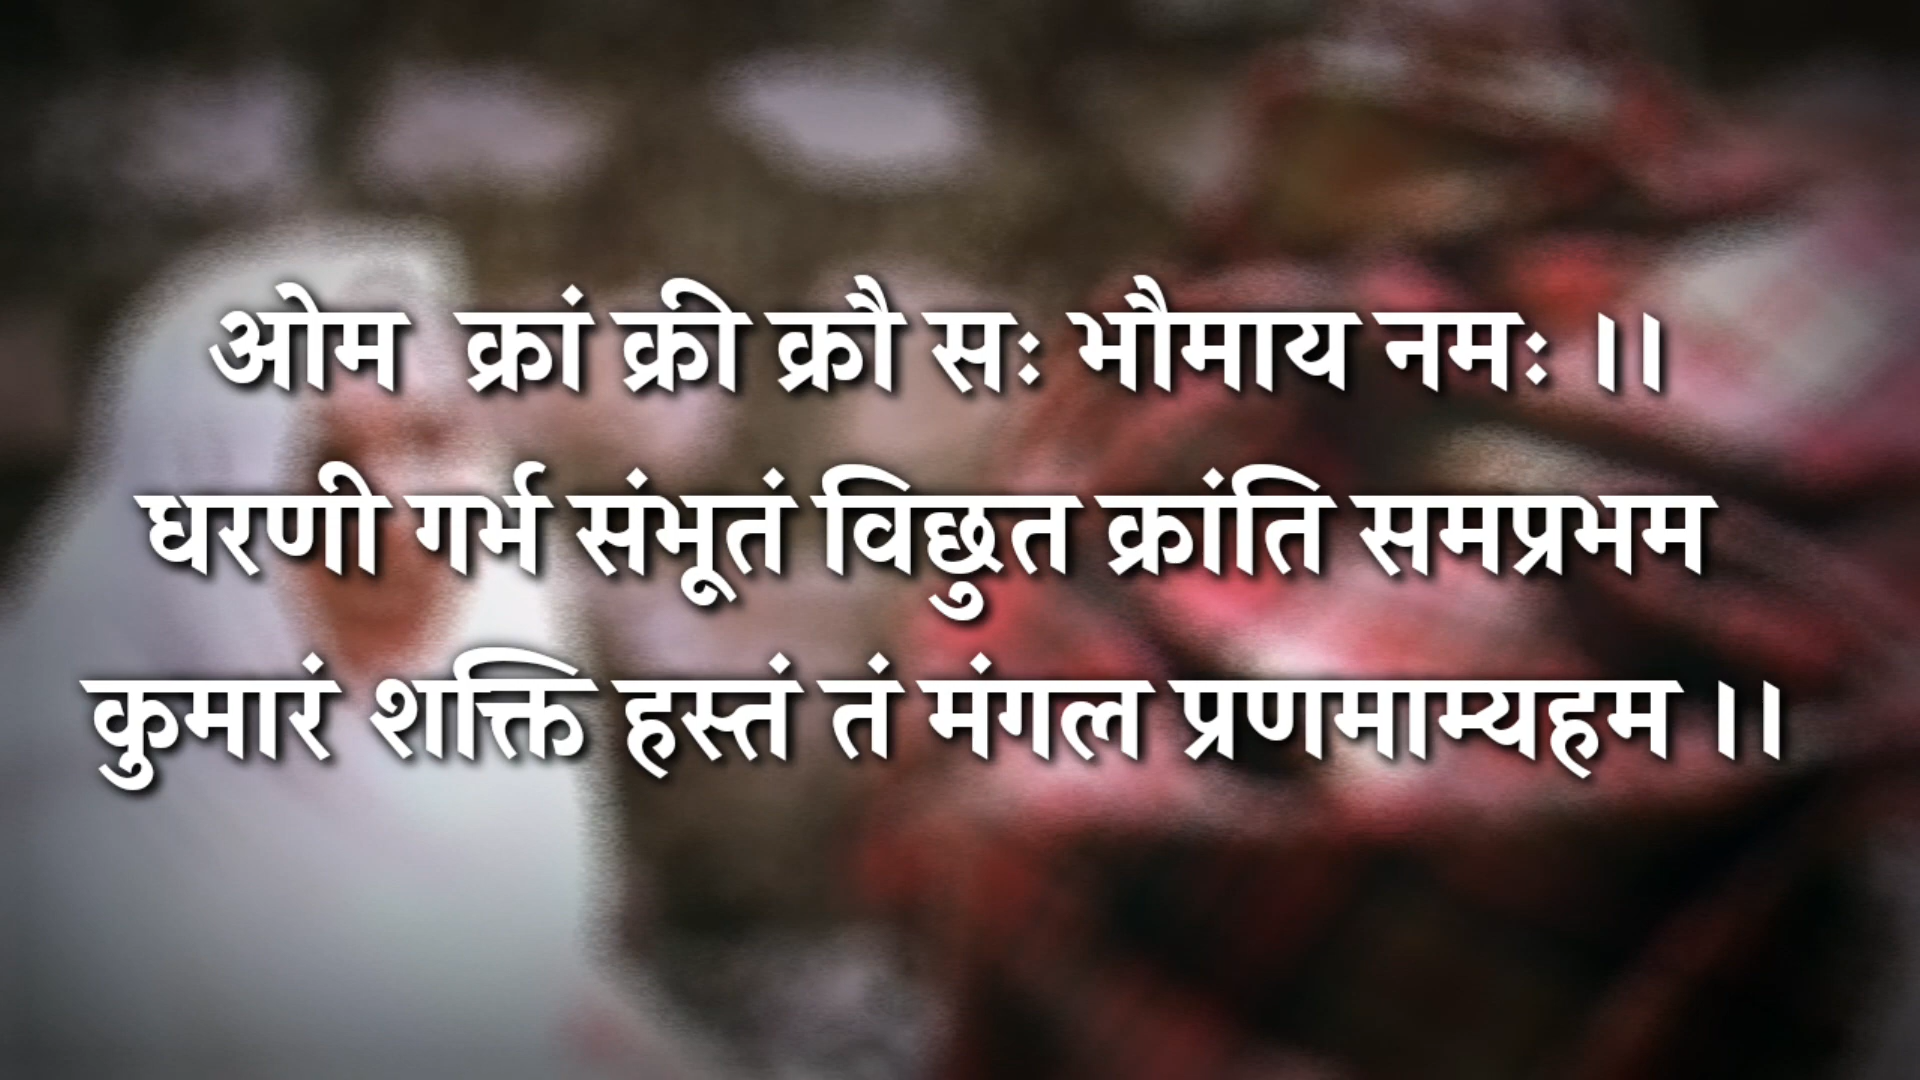 ओम क्रां क्री क्रौ सः भौमाय नमः ।।
धरणी गर्भ संभूतं विछुत क्रांति समप्रभम
कुमारं शक्ति हस्तं तं मंगल प्रणमाम्यहम ।।